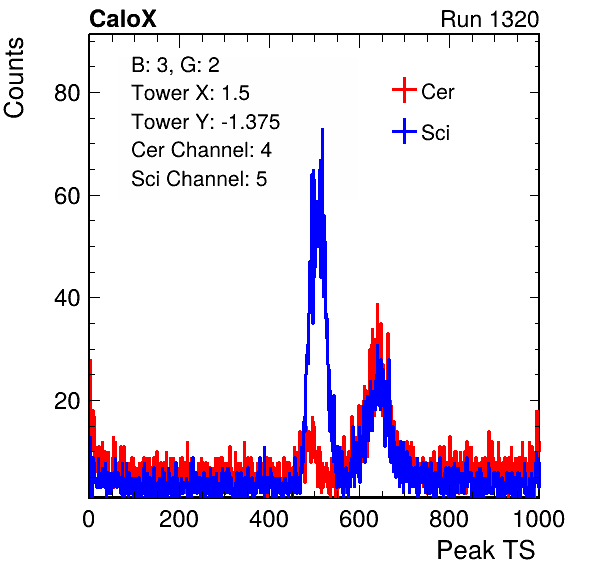 CaloX
Run 1320
Counts
B: 3, G: 2
Tower X: 1.5
Tower Y: -1.375
Cer Channel: 4
Sci Channel: 5
Cer
Sci
80
60
40
20
0
200
400
600
800
1000
Peak TS